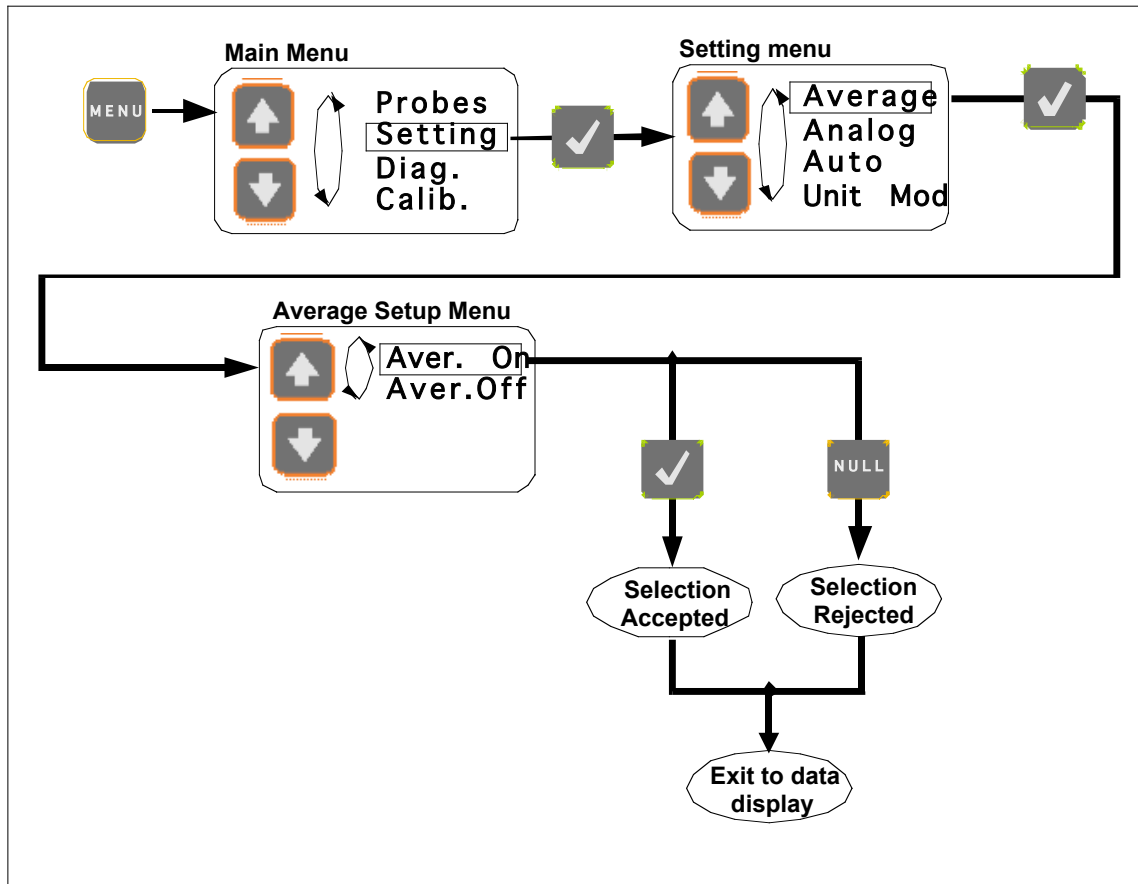 Main Menu
Setting menu
MENU
Probes
Setting
Diag.
Calib.
Average
Analog
Auto
Unit Mod
Average Setup Menu
Aver. On
Aver.Off
NULL
Selection
Accepted
Selection
Rejected
Exit to data
display